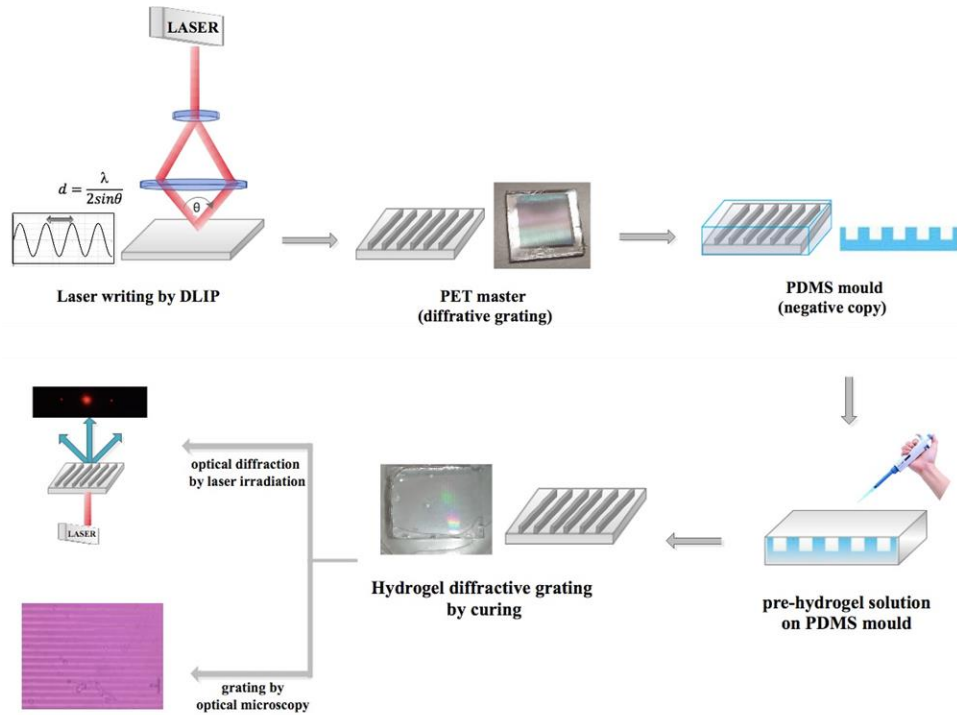 LASER
d = λ / 2sinθ
θ
Laser writing by DLIP
PET master
(diffrative grating)
PDMS mould
(negative copy)
optical diffraction
by laser irradiation
LASER
Hydrogel diffractive grating
by curing
pre-hydrogel solution
on PDMS mould
grating by
optical microscopy